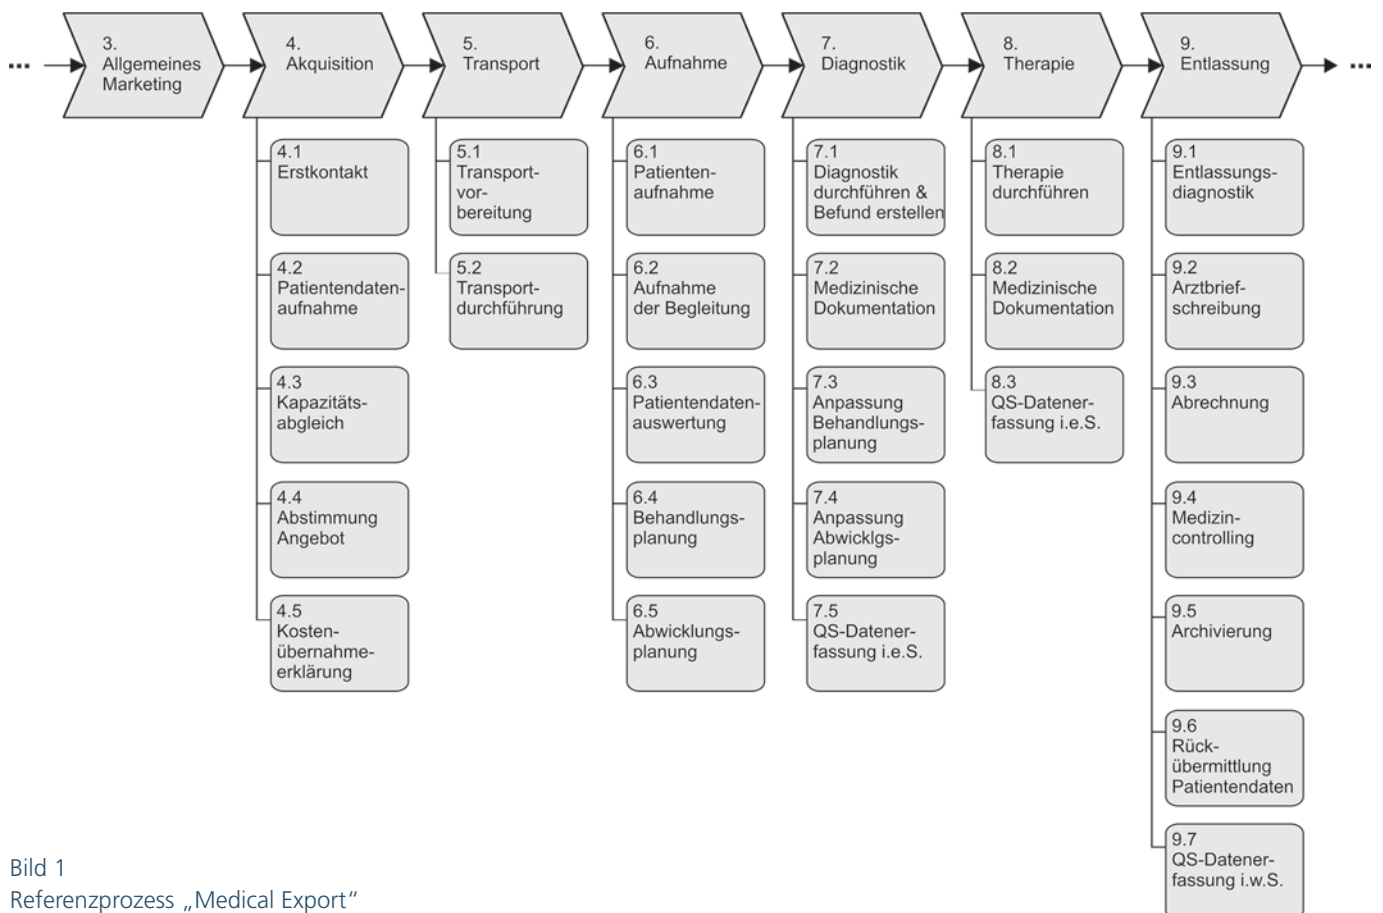 ...
3.
Allgemeines
Marketing
4.
Akquisition
5.
Transport
6.
Aufnahme
7.
Diagnostik
8.
Therapie
9.
Entlassung
...
4.1
Erstkontakt
4.2
Patientendaten-
aufnahme
4.3
Kapazitäts-
abgleich
4.4
Abstimmung
Angebot
4.5
Kosten-
übernahme-
erklärung
5.1
Transport-
vor-
bereitung
5.2
Transport-
durchführung
6.1
Patienten-
aufnahme
6.2
Aufnahme
der Begleitung
6.3
Patientendaten-
auswertung
6.4
Behandlungs-
planung
6.5
Abwicklungs-
planung
7.1
Diagnostik
durchführen &
Befund erstellen
7.2
Medizinische
Dokumentation
7.3
Anpassung
Behandlungs-
planung
7.4
Anpassung
Abwicklgs-
planung
7.5
QS-Datener-
fassung i.e.S.
8.1
Therapie
durchführen
8.2
Medizinische
Dokumentation
8.3
QS-Datener-
fassung i.e.S.
9.1
Entlassungs-
diagnostik
9.2
Arztbrief-
schreibung
9.3
Abrechnung
9.4
Medizin-
controlling
9.5
Archivierung
9.6
Rück-
übermittlung
Patientendaten
9.7
QS-Datener-
fassung i.w.S.
Bild 1
Referenzprozess „Medical Export“